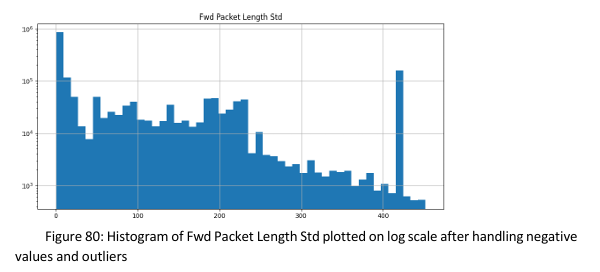 Fwd Packet Length Std
10⁶
10⁵
10⁴
10³
0 100 200 300 400
Figure 80: Histogram of Fwd Packet Length Std plotted on log scale after handling negative
values and outliers